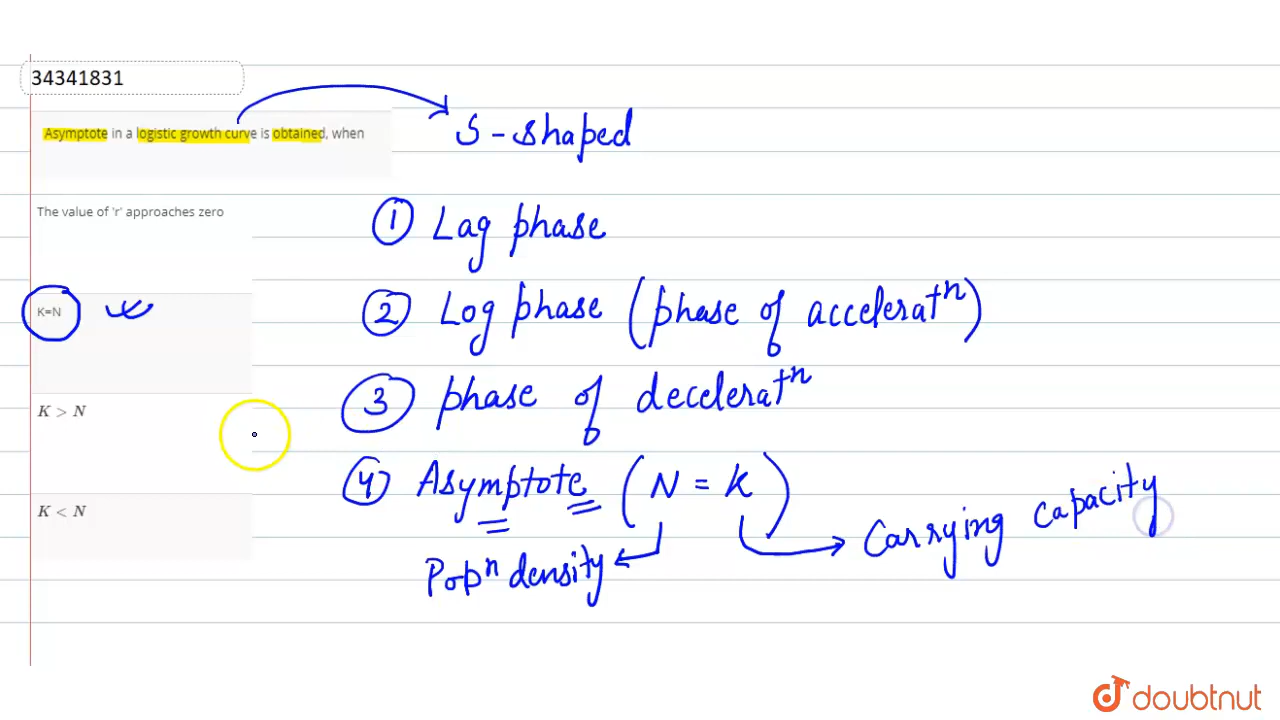 34341831
Asymptote in a logistic growth curve is obtained, when
S - shaped
The value of 'r' approaches zero
① Lag phase
K=N
② Log phase (phase of acceleratⁿ)
③ phase of deceleratⁿ
K > N
④ Asymptote (N = K)
K < N
Carrying capacity
Popⁿ density
doubtnut